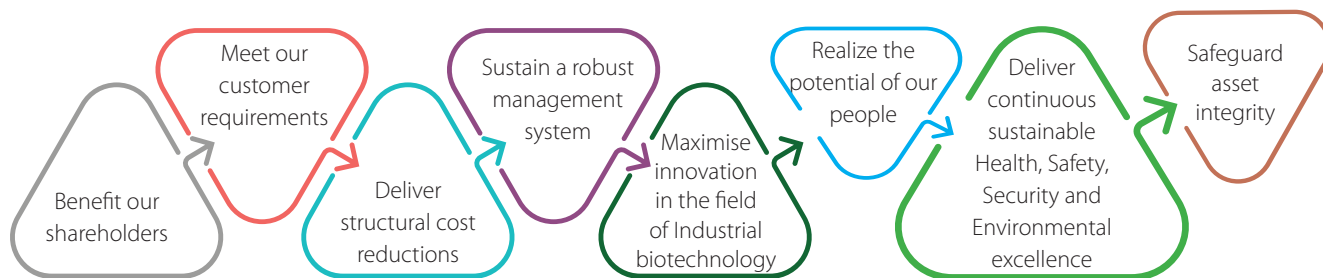 Benefit our
shareholders
Meet our
customer
requirements
Deliver
structural cost
reductions
Sustain a robust
management
system
Maximise
innovation
in the field
of Industrial
biotechnology
Realize the
potential of our
people
Deliver
continuous
sustainable
Health, Safety,
Security and
Environmental
excellence
Safeguard
asset
integrity